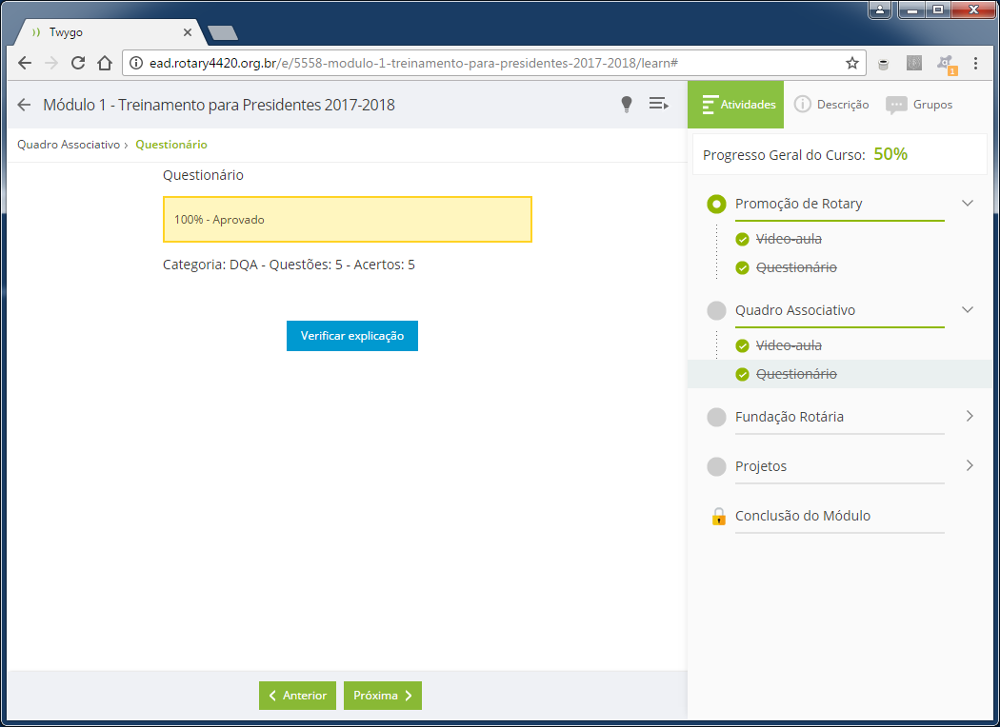 Twygo
ead.rotary4420.org.br/e/5558-modulo-1-treinamento-para-presidentes-2017-2018/learn#
1
Módulo 1 - Treinamento para Presidentes 2017-2018
Atividades
Descrição
Grupos
Quadro Associativo › Questionário
Progresso Geral do Curso: 50%
Questionário
100% - Aprovado
Categoria: DQA - Questões: 5 - Acertos: 5
Verificar explicação
Promoção de Rotary
Video-aula
Questionário
Quadro Associativo
Video-aula
Questionário
Fundação Rotária
Projetos
Conclusão do Módulo
Anterior
Próxima